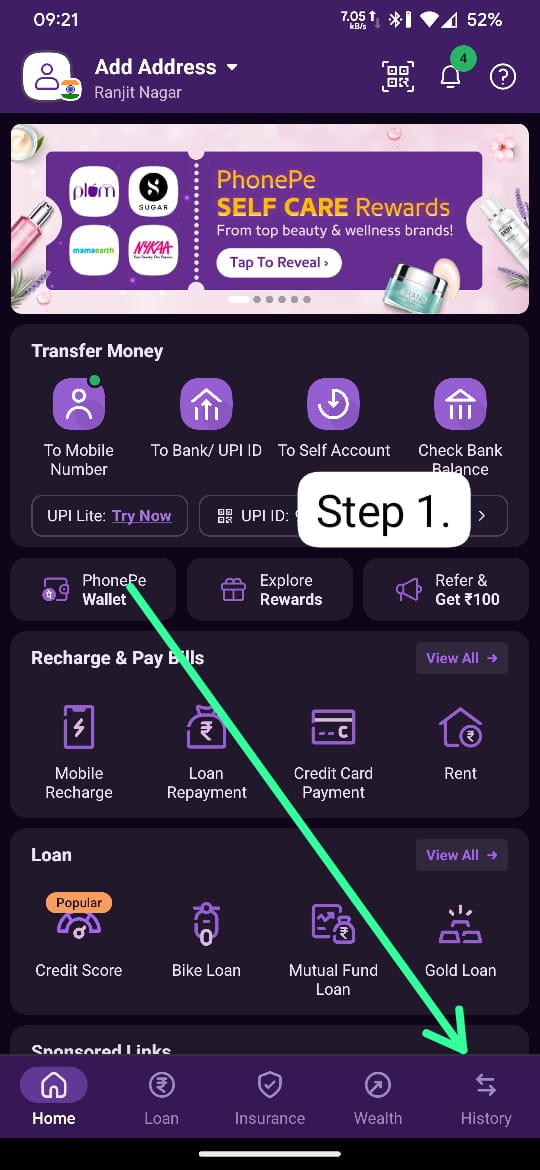 09:21
7.05
kB/s
52%
Add Address
Ranjit Nagar
4
plum
S
SUGAR
mamaearth
NYKAA
PhonePe
SELF CARE Rewards
From top beauty & wellness brands!
Tap To Reveal ›
Transfer Money
To Mobile
Number
To Bank/ UPI ID
To Self Account
Check Bank
Balance
UPI Lite: Try Now
UPI ID:
Step 1.
PhonePe
Wallet
Explore
Rewards
Refer &
Get ₹100
Recharge & Pay Bills
View All →
Mobile
Recharge
Loan
Repayment
Credit Card
Payment
Rent
Loan
View All →
Popular
Credit Score
Bike Loan
Mutual Fund
Loan
Gold Loan
Sponsored Links
Home
Loan
Insurance
Wealth
History